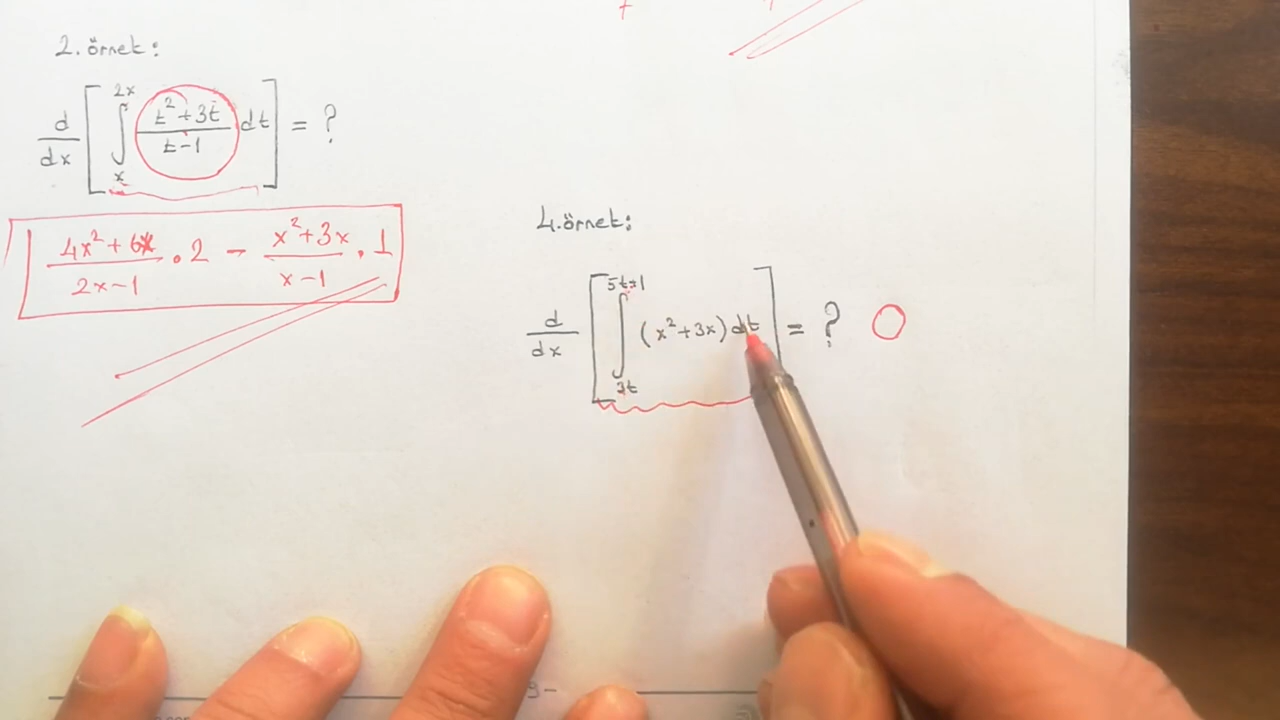 2. örnek:
d/dx [ ∫_x^{2x} (t²+3t)/(t-1) dt ] = ?
(4x²+6x)/(2x-1) · 2 - (x²+3x)/(x-1) · 1
4. örnek:
d/dx [ ∫_{3t}^{5t+1} (x²+3x) dt ] = ? 0